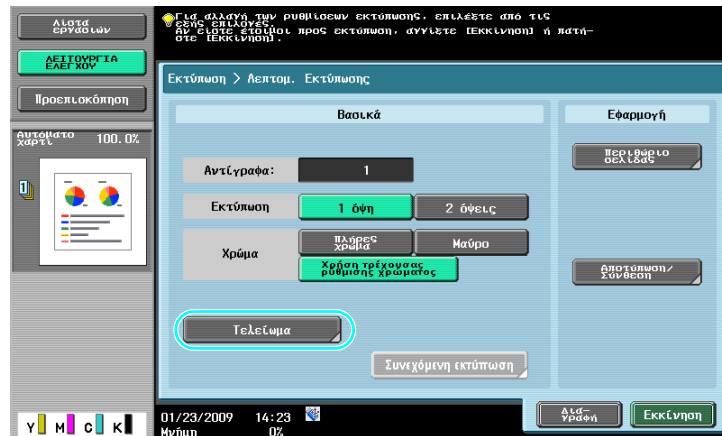 Για αλλαγή των ρυθμίσεων εκτύπωσης, επιλέξτε από τις
εξής επιλογές.
Αν είστε έτοιμοι προς εκτύπωση, αγγίξτε [Εκκίνηση] ή πατή-
στε [Εκκίνηση].
Λίστα
εργασιών
ΛΕΙΤΟΥΡΓΙΑ
ΕΛΕΓΧΟΥ
Προεπισκόπηση
Αυτόματο
χαρτί
100.0%
1
Εκτύπωση > Λεπτομ. Εκτύπωσης
Βασικά
Εφαρμογή
Αντίγραφα:
1
Εκτύπωση
1 όψη
2 όψεις
Χρώμα
Πλήρες
χρώμα
Μαύρο
Χρήση τρέχουσας
ρύθμισης χρώματος
Περιθώριο
σελίδας
Αποτύπωση/
Σύνθεση
Τελείωμα
Συνεχόμενη εκτύπωση
Y M C K
01/23/2009 14:23
Μνήμη 0%
Δια-
γραφή
Εκκίνηση